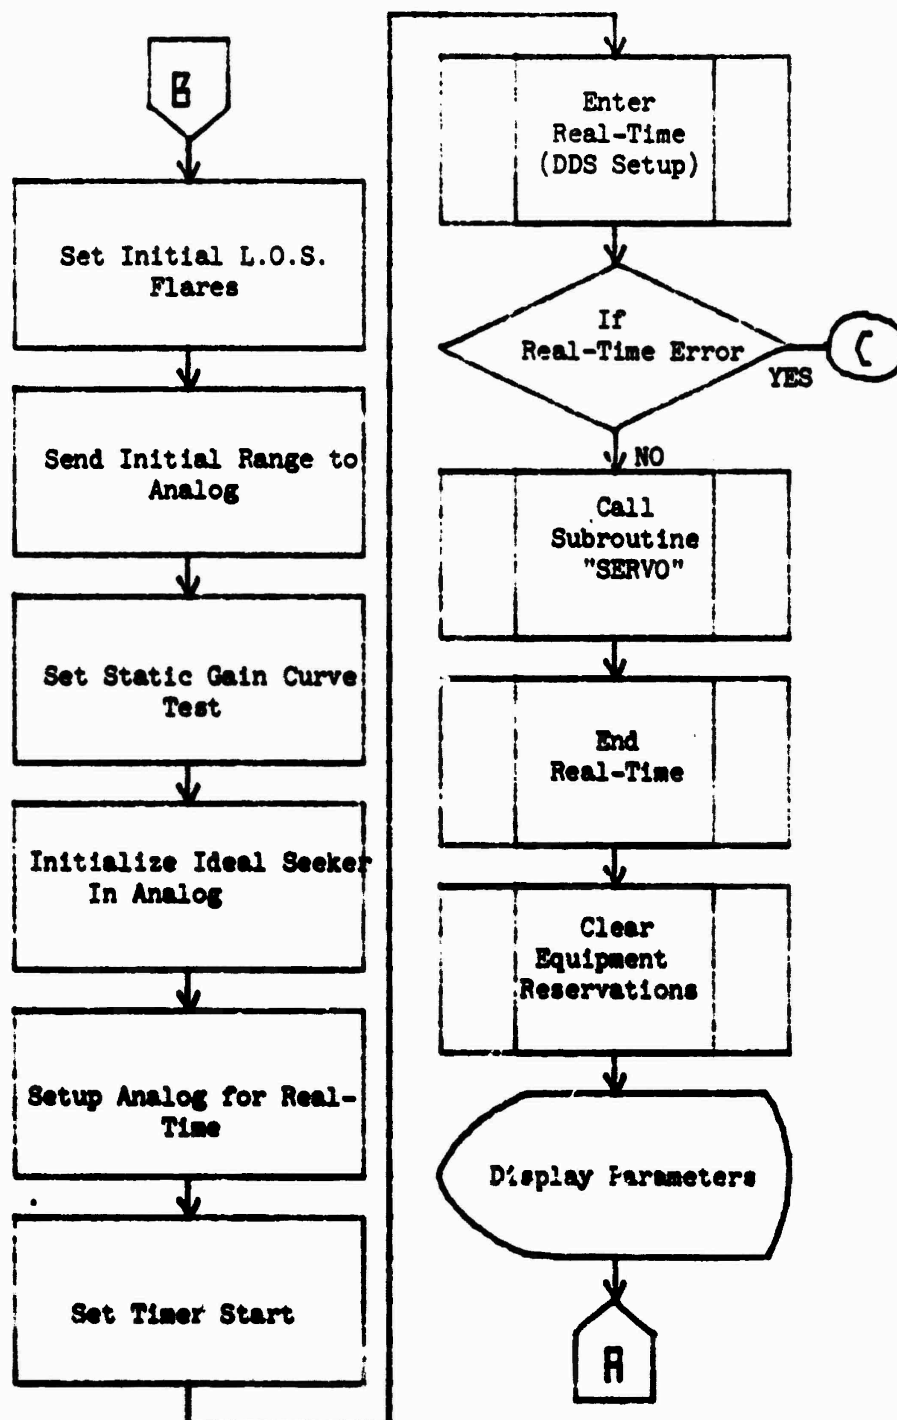 B
Set Initial L.O.S.
Flares
Send Initial Range to
Analog
Set Static Gain Curve
Test
Initialize Ideal Seeker
In Analog
Setup Analog for Real-
Time
Set Timer Start
Enter
Real-Time
(DDS Setup)
If
Real-Time Error
YES
C
NO
Call
Subroutine
"SERVO"
End
Real-Time
Clear
Equipment
Reservations
Display Parameters
A